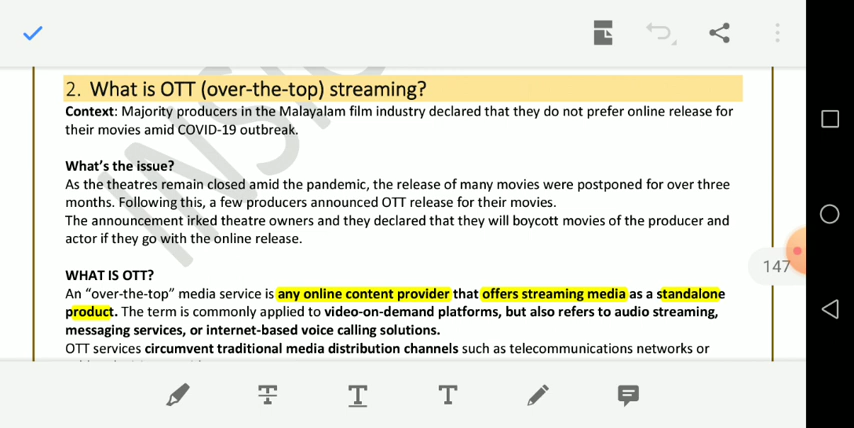 2. What is OTT (over-the-top) streaming?
Context: Majority producers in the Malayalam film industry declared that they do not prefer online release for
their movies amid COVID-19 outbreak.
What's the issue?
As the theatres remain closed amid the pandemic, the release of many movies were postponed for over three
months. Following this, a few producers announced OTT release for their movies.
The announcement irked theatre owners and they declared that they will boycott movies of the producer and
actor if they go with the online release.
147
WHAT IS OTT?
An "over-the-top" media service is any online content provider that offers streaming media as a standalone
product. The term is commonly applied to video-on-demand platforms, but also refers to audio streaming,
messaging services, or internet-based voice calling solutions.
OTT services circumvent traditional media distribution channels such as telecommunications networks or